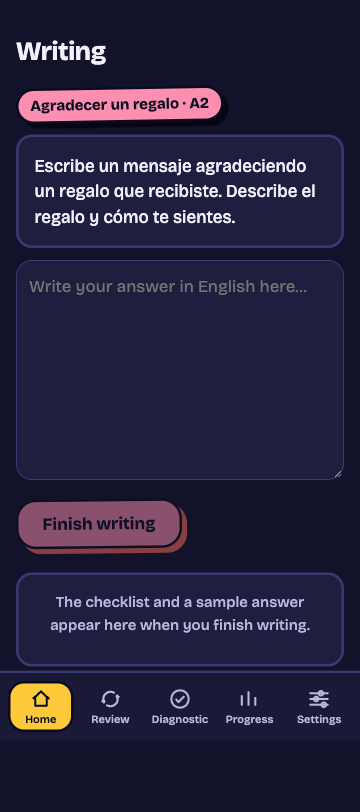 Writing
Agradecer un regalo · A2
Escribe un mensaje agradeciendo
un regalo que recibiste. Describe el
regalo y cómo te sientes.
Write your answer in English here...
Finish writing
The checklist and a sample answer
appear here when you finish writing.
Home Review Diagnostic Progress Settings